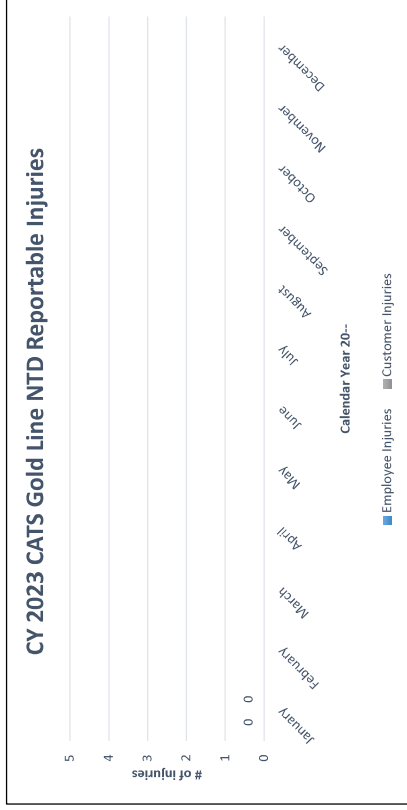 CY 2023 CATS Gold Line NTD Reportable Injuries
# of injuries
5
4
3
2
1
0
0 0
January February March April May June July August September October November December
Calendar Year 20--
Employee Injuries Customer Injuries